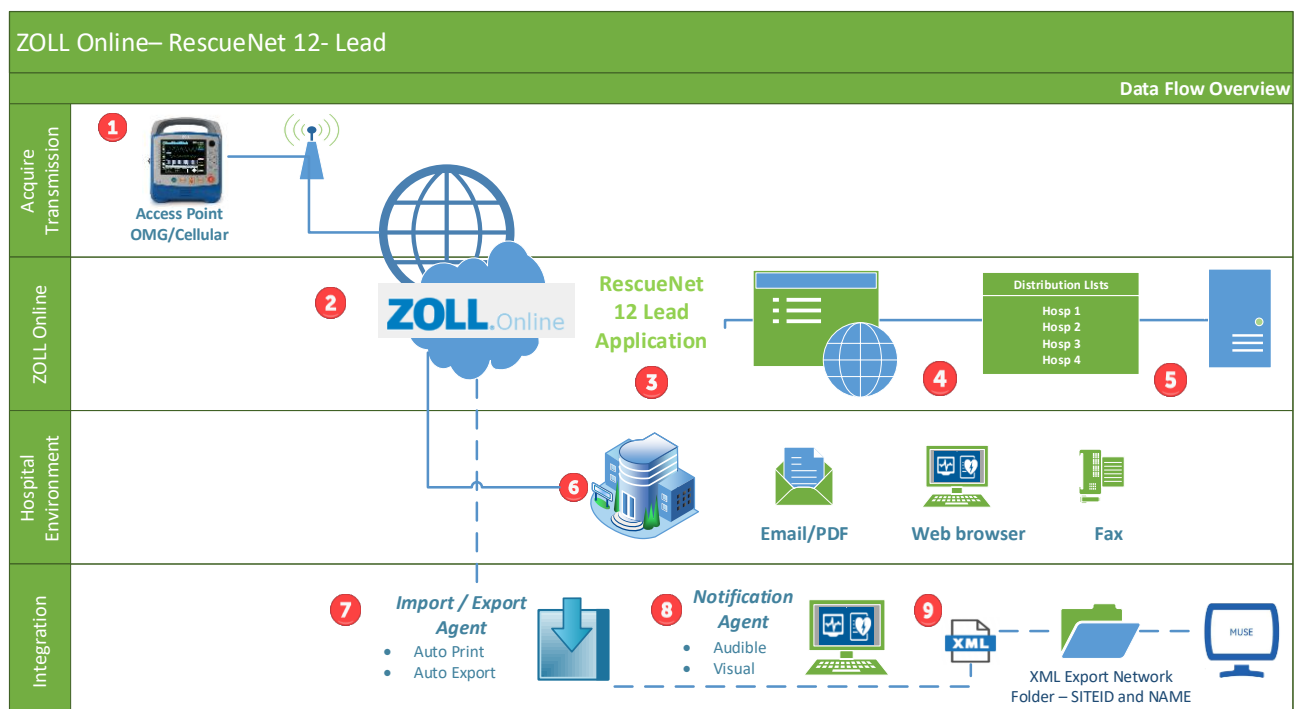 ZOLL Online– RescueNet 12- Lead
Data Flow Overview
Acquire
Transmission
1
Access Point
OMG/Cellular
ZOLL Online
2
ZOLL.Online
RescueNet
12 Lead
Application
3
4
Distribution LIsts
Hosp 1
Hosp 2
Hosp 3
Hosp 4
5
Hospital
Environment
6
Email/PDF
Web browser
Fax
Integration
7
Import / Export
Agent
• Auto Print
• Auto Export
8
Notification
Agent
• Audible
• Visual
9
XML
XML Export Network
Folder – SITEID and NAME
MUSE